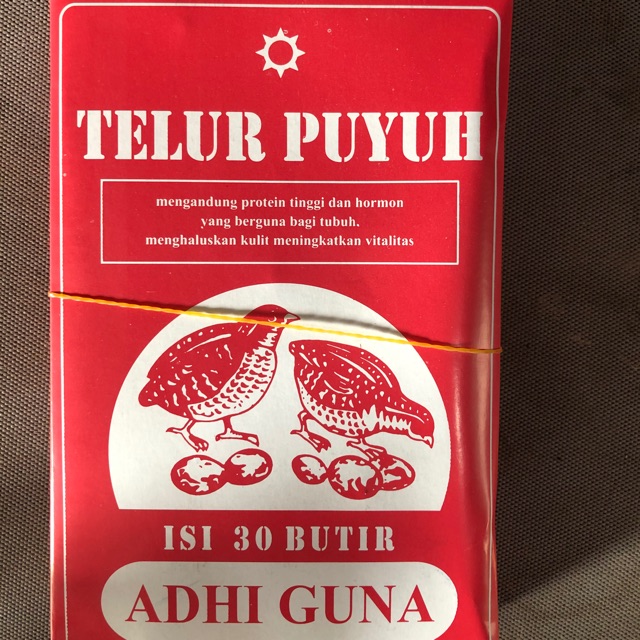 TELUR PUYUH
mengandung protein tinggi dan hormon
yang berguna bagi tubuh.
menghaluskan kulit meningkatkan vitalitas
ISI 30 BUTIR
ADHI GUNA